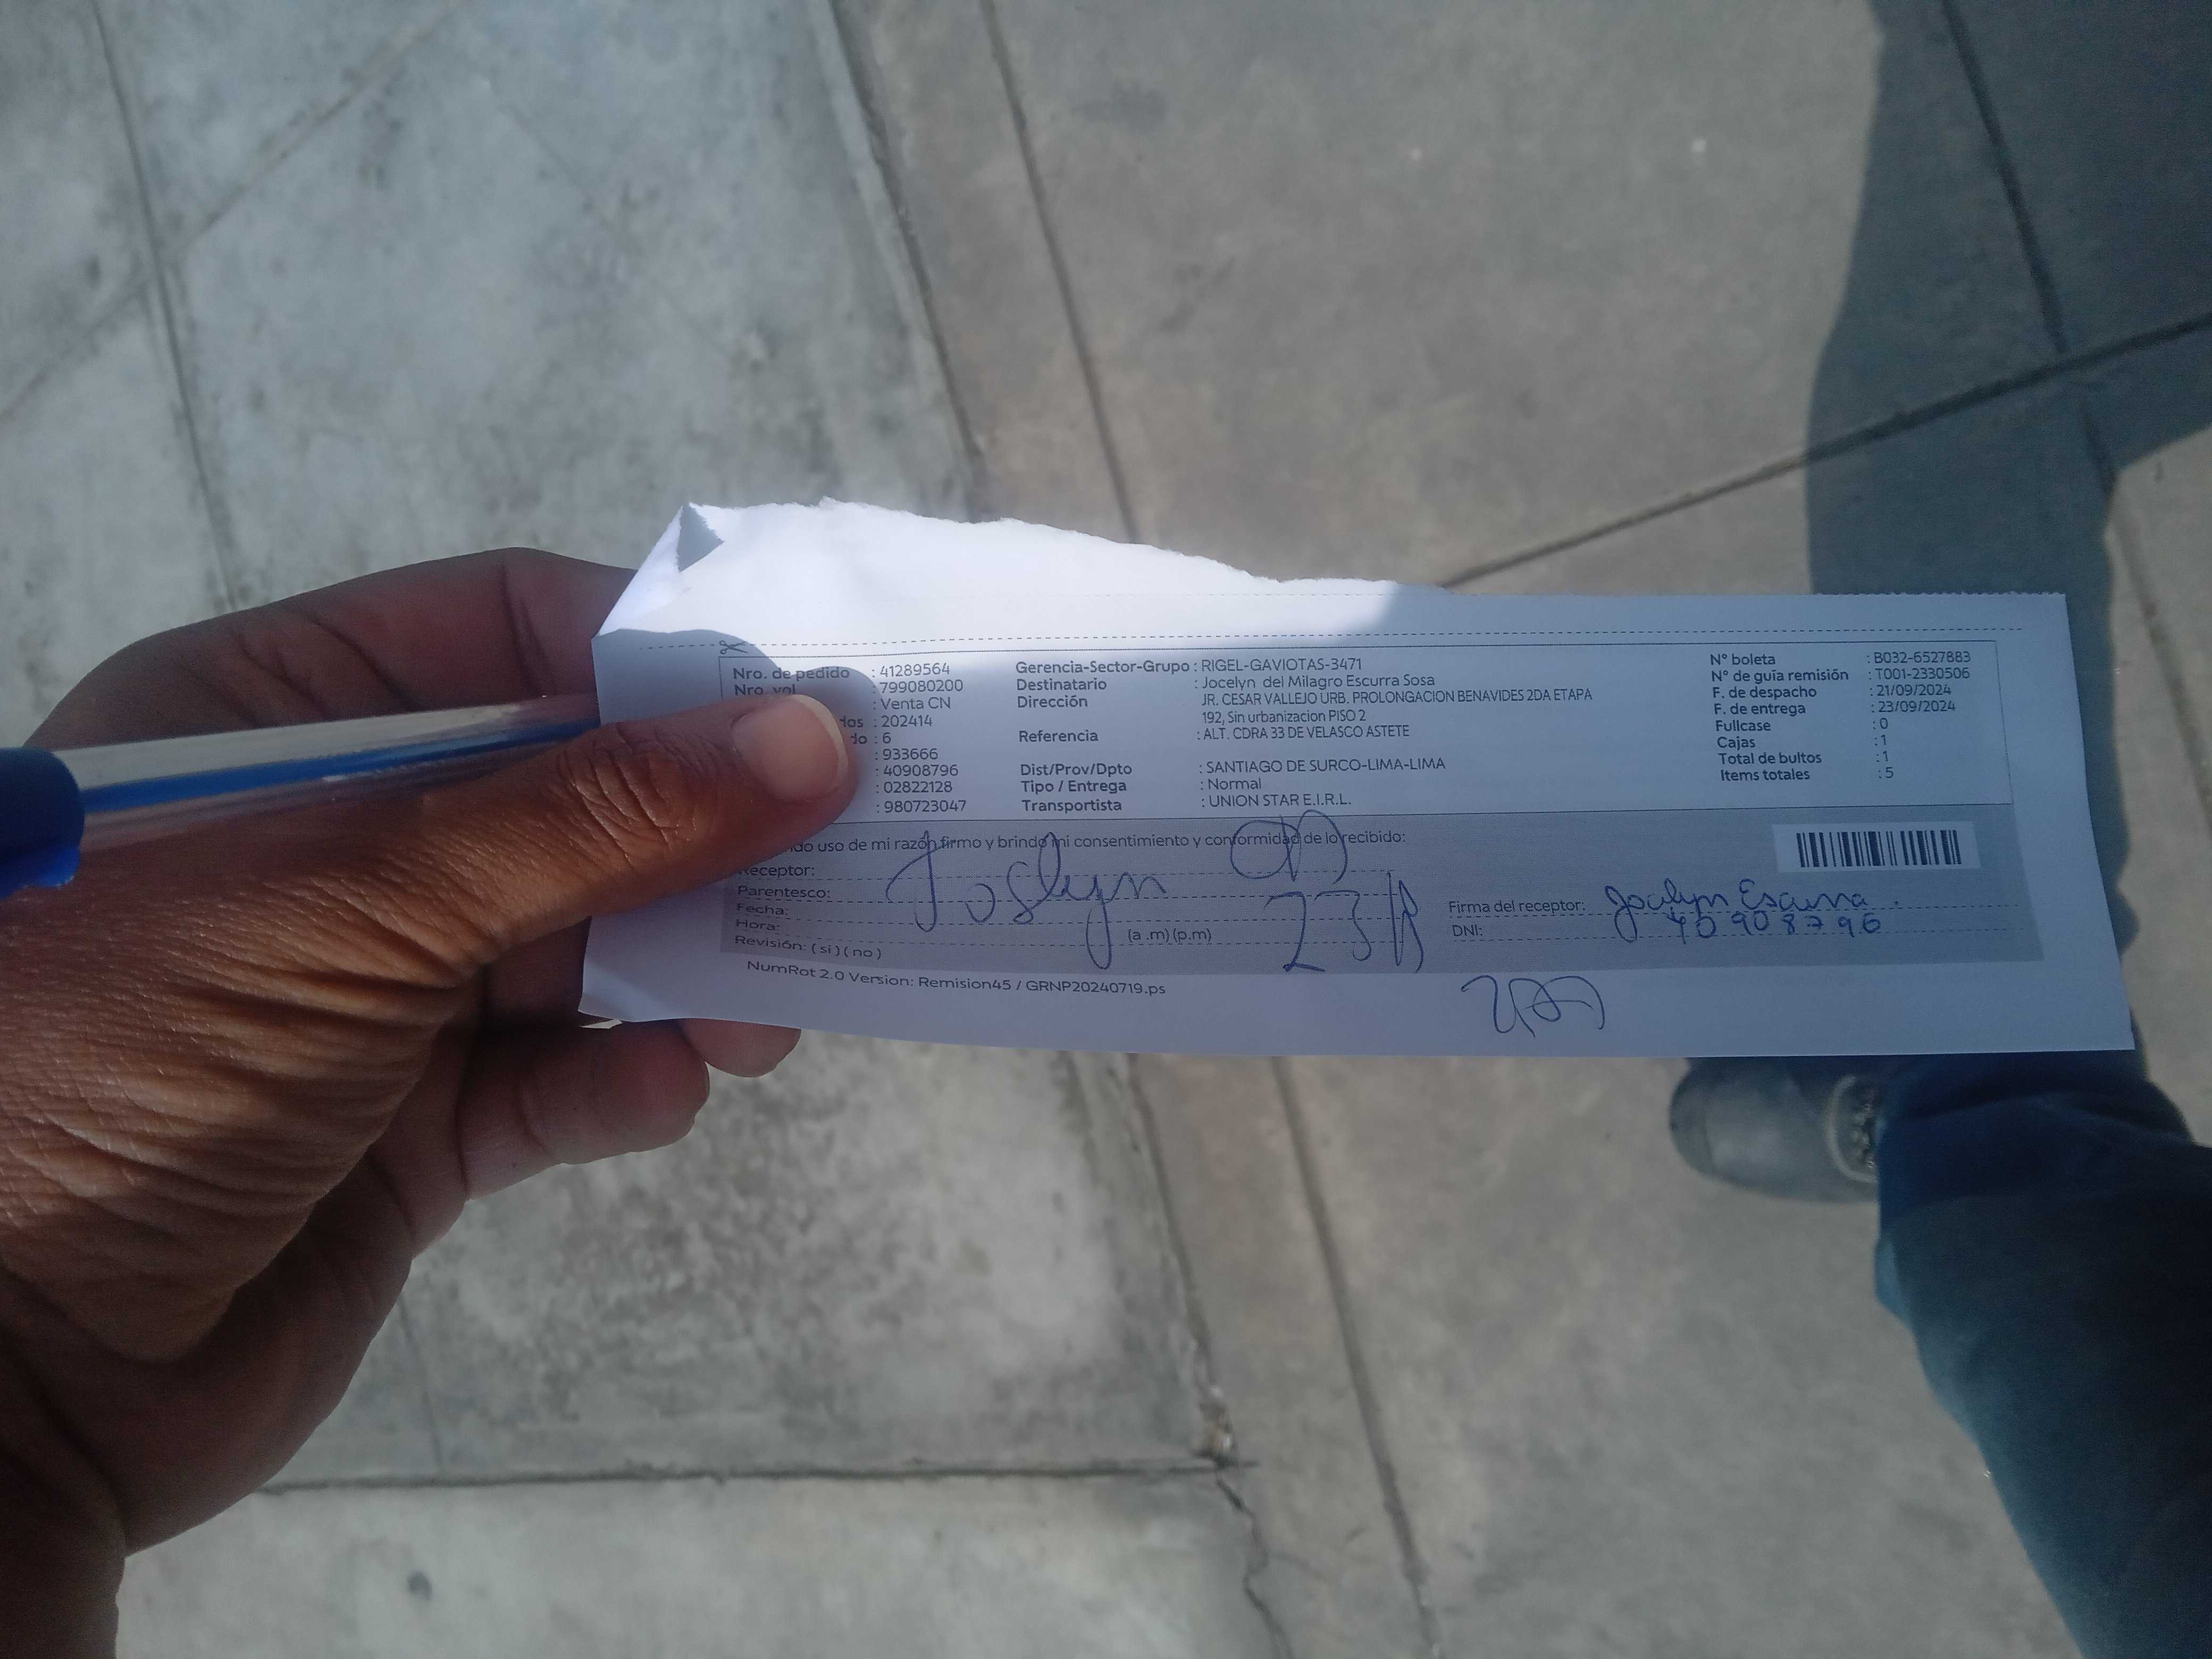 Nro. de pedido : 41289564
Nro. vol : 799080200
: Venta CN
dos : 202414
do : 6
: 933666
: 40908796
: 02822128
: 980723047
Gerencia-Sector-Grupo : RIGEL-GAVIOTAS-3471
Destinatario : Jocelyn del Milagro Escurra Sosa
Dirección JR. CESAR VALLEJO URB. PROLONGACION BENAVIDES 2DA ETAPA
192, Sin urbanizacion PISO 2
Referencia : ALT. CDRA 33 DE VELASCO ASTETE
Dist/Prov/Dpto : SANTIAGO DE SURCO-LIMA-LIMA
Tipo / Entrega : Normal
Transportista : UNION STAR E.I.R.L.
N° boleta : B032-6527883
N° de guía remisión : T001-2330506
F. de despacho : 21/09/2024
F. de entrega : 23/09/2024
Fullcase : 0
Cajas : 1
Total de bultos : 1
Items totales : 5
ndo uso de mi razón firmo y brindo mi consentimiento y conformidad de lo recibido:
Receptor:
Parentesco: Joslyn
Fecha: 23
Hora: (a .m) (p.m)
Revisión: ( si ) ( no )
Firma del receptor: Jocelyn Escurra
DNI: 40908796
NumRot 2.0 Version: Remision45 / GRNP20240719.ps